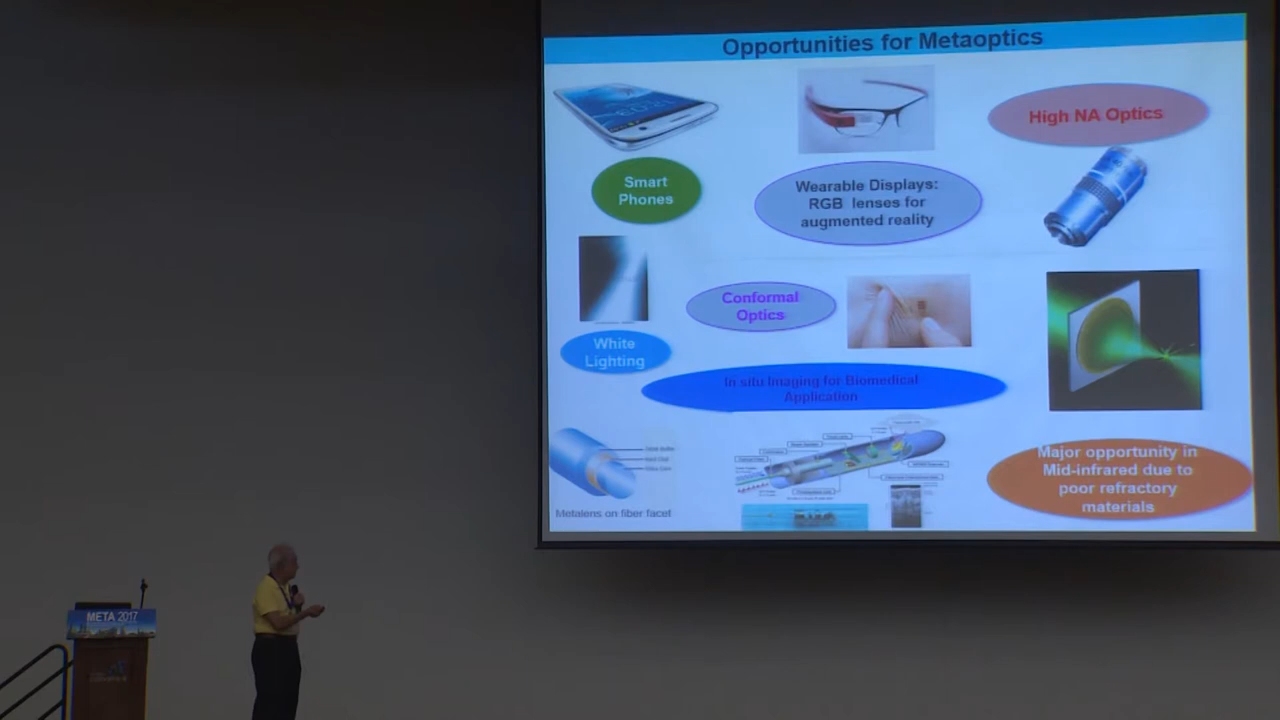 Opportunities for Metaoptics
High NA Optics
Smart
Phones
Wearable Displays:
RGB lenses for
augmented reality
Conformal
Optics
White
Lighting
In situ Imaging for Biomedical
Application
Major opportunity in
Mid-infrared due to
poor refractory
materials
Metalens on fiber facet
META 2017